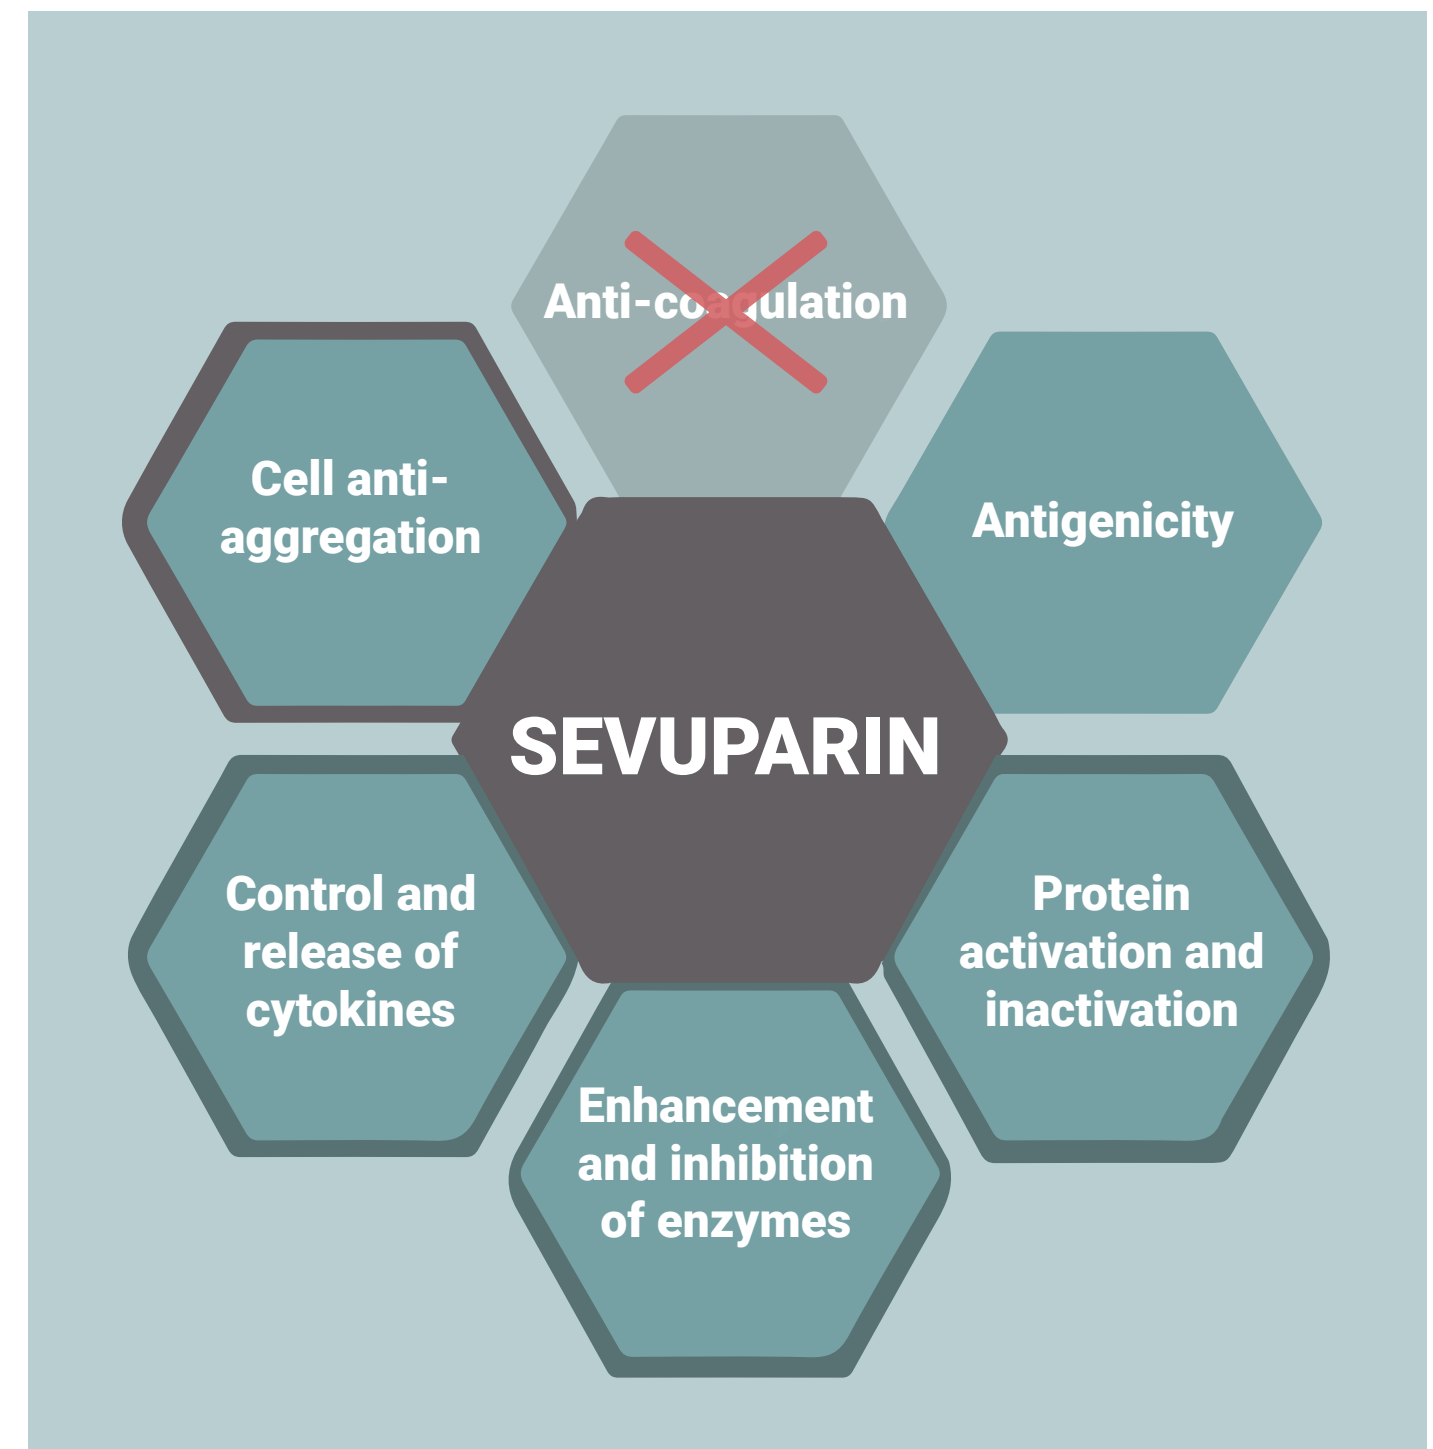 Anti-coagulation
Cell anti-
aggregation
Antigenicity
SEVUPARIN
Control and
release of
cytokines
Protein
activation and
inactivation
Enhancement
and inhibition
of enzymes